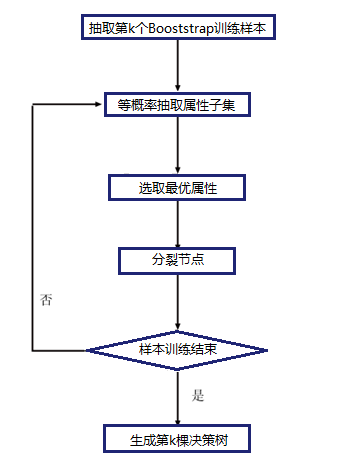 抽取第k个Booststrap训练样本
等概率抽取属性子集
选取最优属性
分裂节点
否
样本训练结束
是
生成第k棵决策树